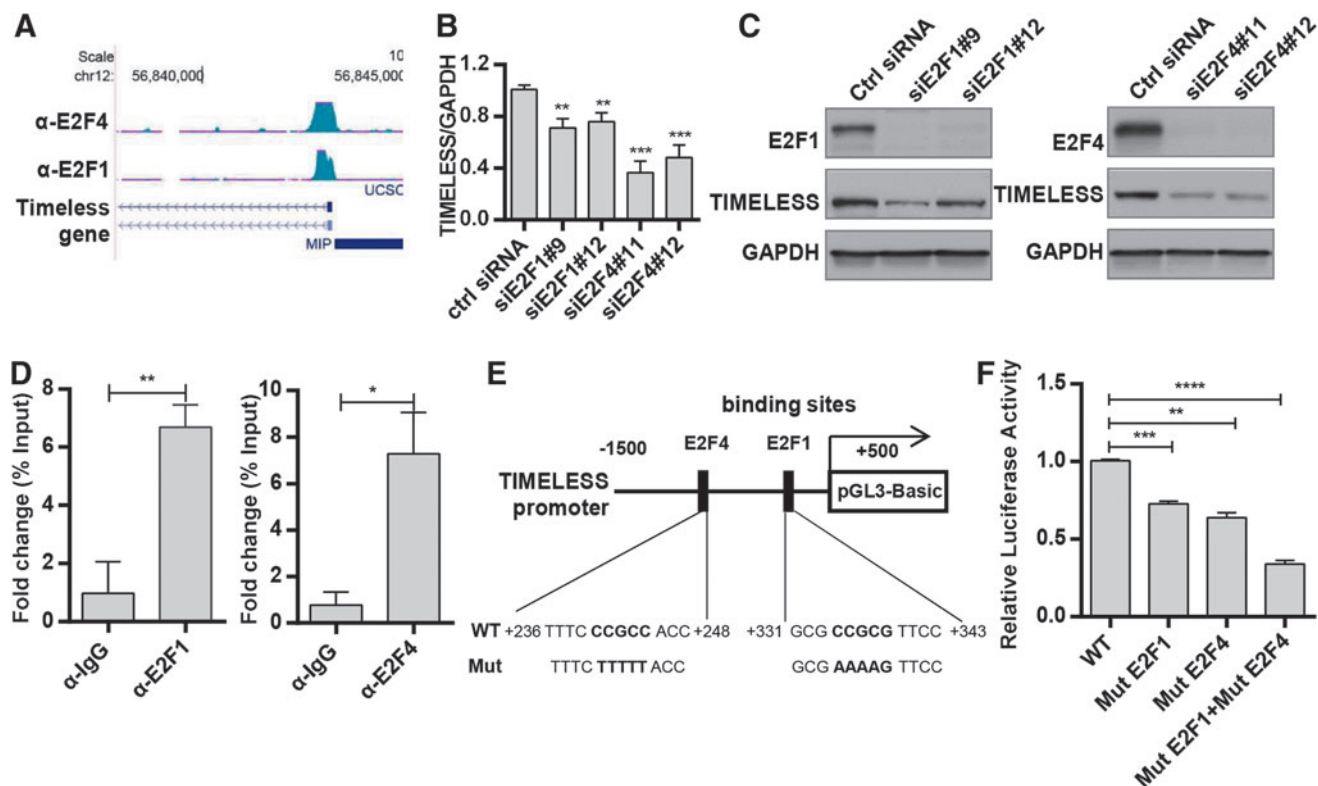 A
Scale
10
chr12:
56,840,000
56,845,000
α-E2F4
α-E2F1
UCSC
Timeless
gene
MIP
B
TIMELESS/GAPDH
1.2
0.8
0.4
0.0
**
**
***
***
ctrl siRNA
siE2F1#9
siE2F1#12
siE2F4#11
siE2F4#12
C
Ctrl siRNA
siE2F1#9
siE2F1#12
E2F1
TIMELESS
GAPDH
Ctrl siRNA
siE2F4#11
siE2F4#12
E2F4
TIMELESS
GAPDH
D
Fold change (% Input)
8
6
4
2
0
**
α-IgG
α-E2F1
Fold change (% Input)
10
8
6
4
2
0
*
α-IgG
α-E2F4
E
binding sites
-1500
E2F4
E2F1
+500
TIMELESS
promoter
pGL3-Basic
WT +236 TTTC CCGCC ACC +248 +331 GCG CCGCG TTCC +343
Mut TTTC TTTTT ACC GCG AAAAG TTCC
F
Relative Luciferase Activity
1.5
1.0
0.5
0.0
****
**
***
WT
Mut E2F1
Mut E2F4
Mut E2F1+Mut E2F4